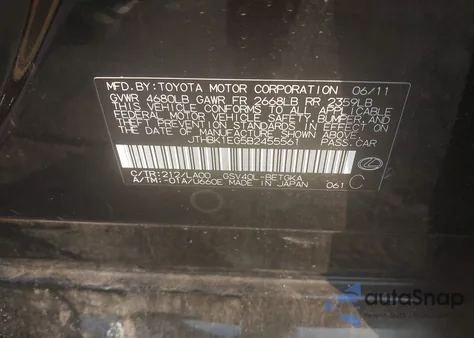 MFD.BY:TOYOTA MOTOR CORPORATION 06/11
GVWR 4680LB GAWR FR 2668LB RR 2359LB
THIS VEHICLE CONFORMS TO ALL APPLICABLE
FEDERAL MOTOR VEHICLE SAFETY, BUMPER,
AND THEFT PREVENTION STANDARDS IN
EFFECT ON THE DATE OF MANUFACTURE
SHOWN ABOVE.
JTHBK1EG5B2455561 PASS.CAR
C/TR:212/LA00 GSV40L-BETGKA
A/TM:-01A/U660E MADE IN JAPAN 061 C
autoSnap